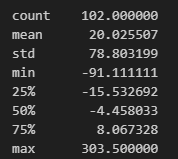 count    102.000000
mean      20.025507
std       78.803199
min      -91.111111
25%      -15.532692
50%       -4.458033
75%        8.067328
max      303.500000